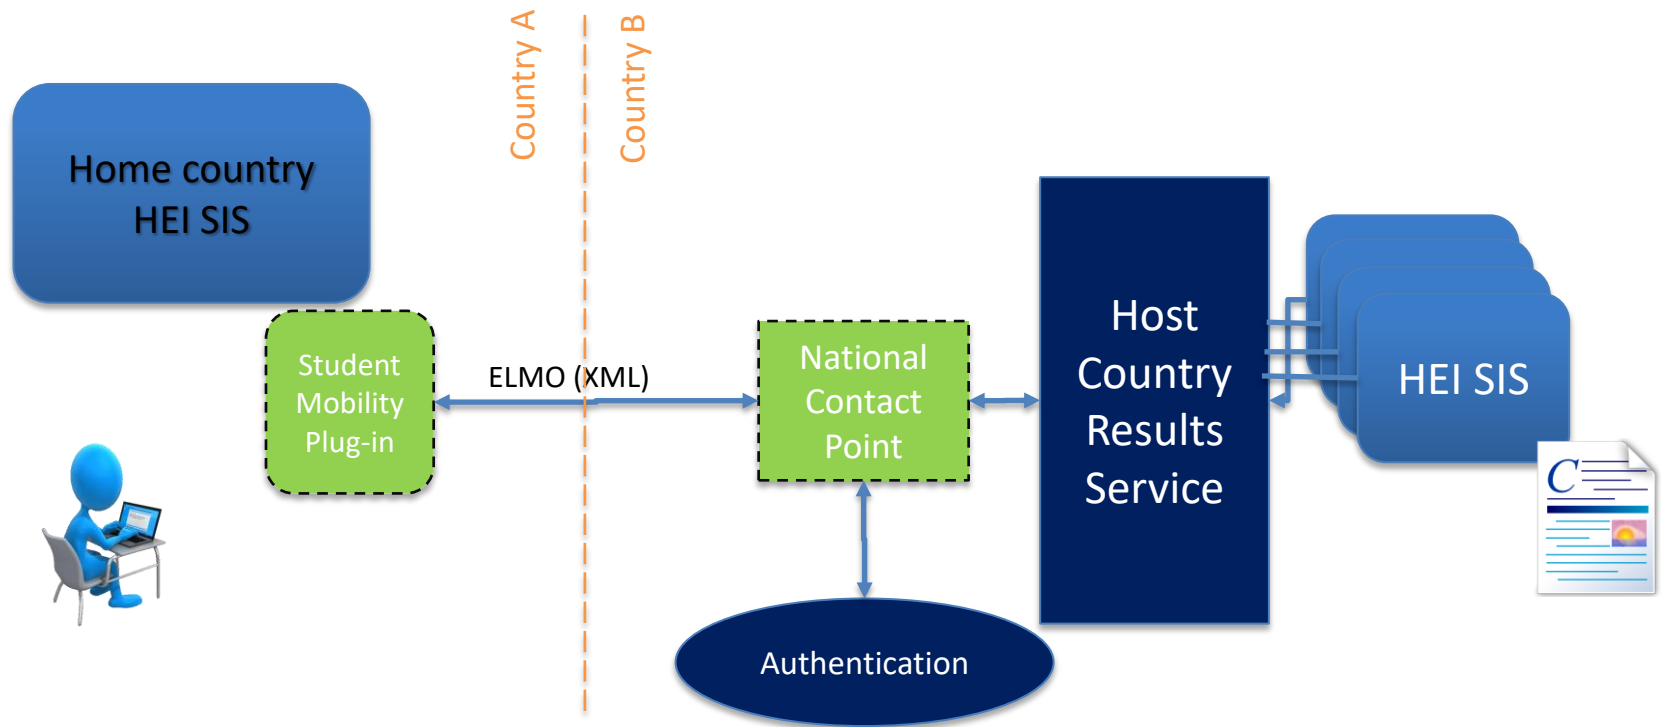 Country A
Country B
Home country
HEI SIS
Student
Mobility
Plug-in
ELMO (XML)
National
Contact
Point
Host
Country
Results
Service
HEI SIS
C
Authentication